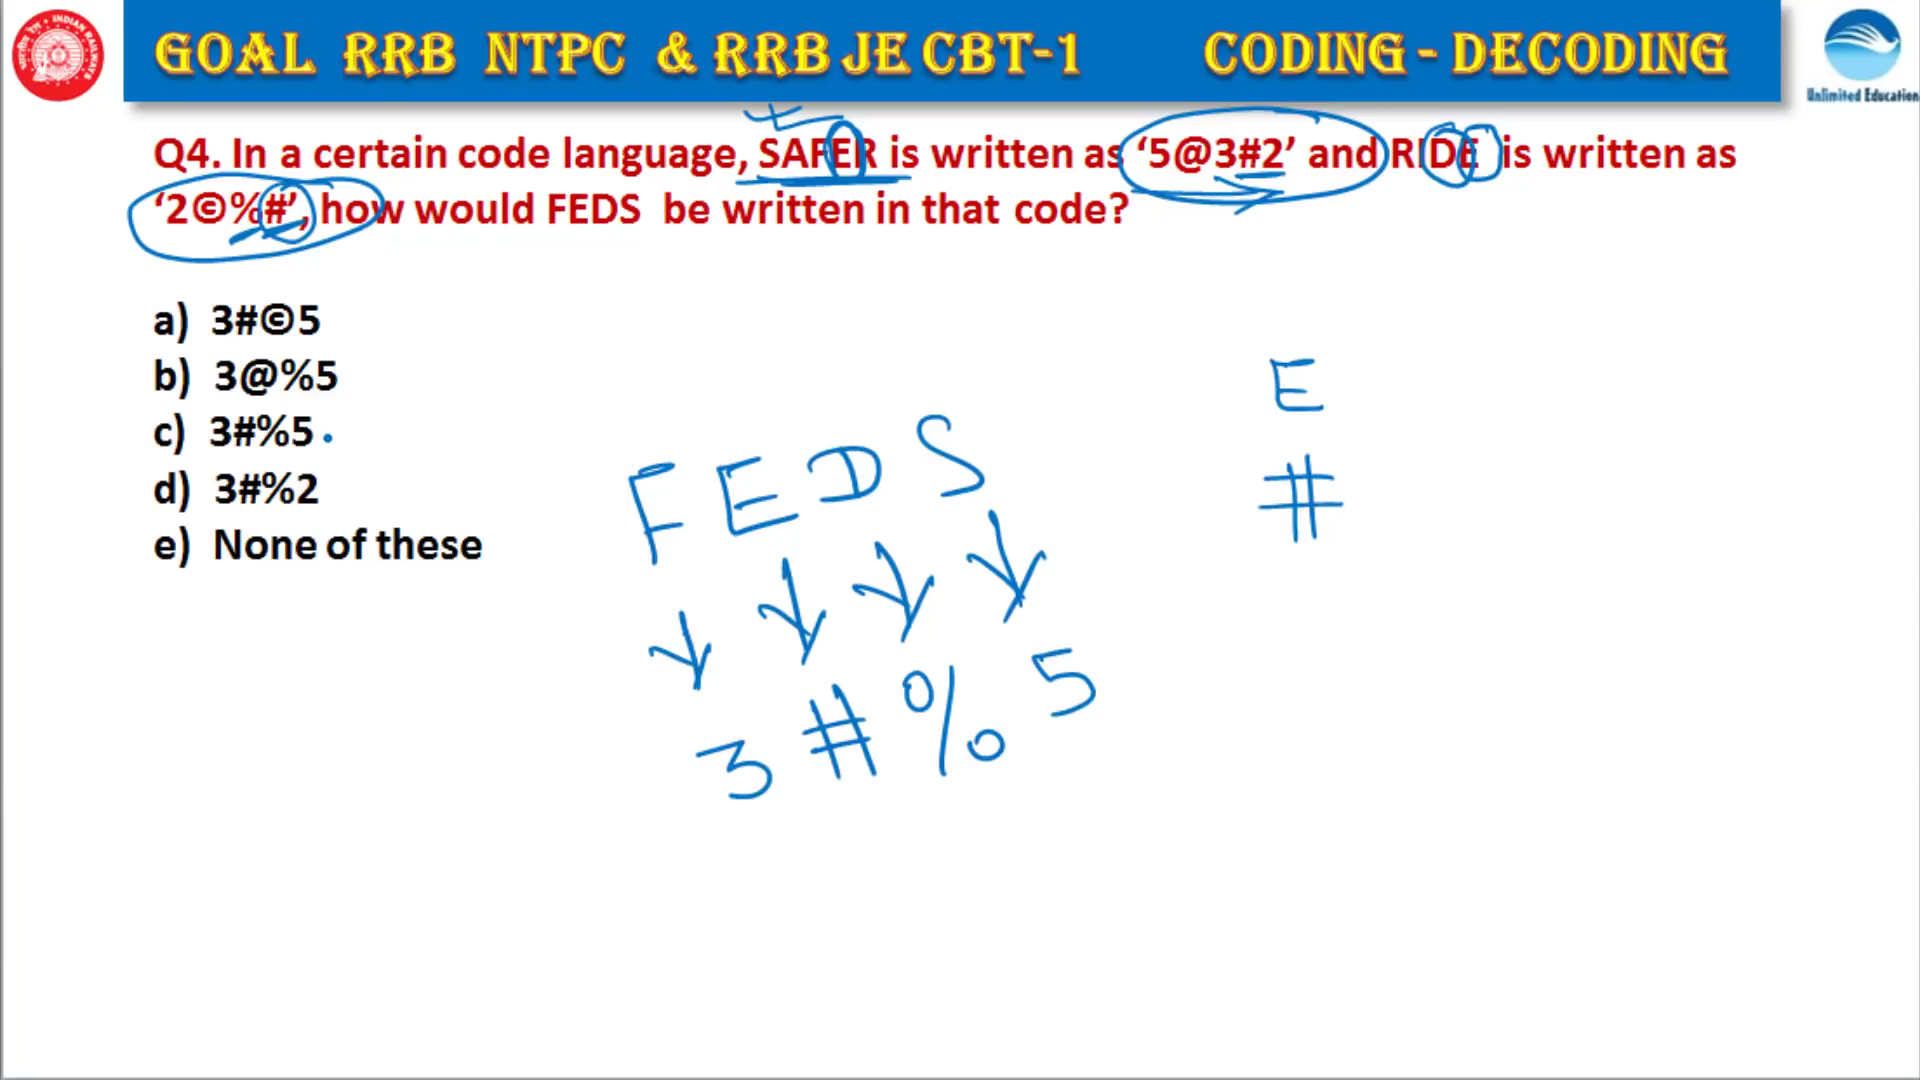 GOAL RRB NTPC & RRB JE CBT-1 CODING - DECODING
Unlimited Education
INDIAN RAILWAYS
Q4. In a certain code language, SAFER is written as ‘5@3#2’ and RIDE is written as
‘2©%#’, how would FEDS be written in that code?
a) 3#©5
b) 3@%5
c) 3#%5
d) 3#%2
e) None of these
E
#
F E D S
3 # % 5